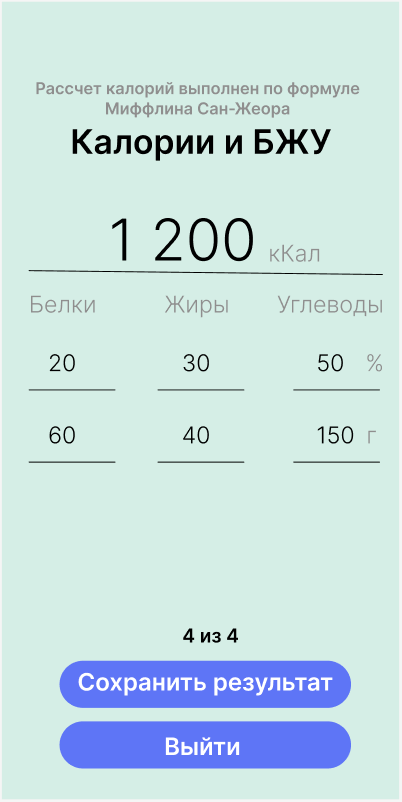 Рассчет калорий выполнен по формуле
Миффлина Сан-Жеора
Калории и БЖУ
1 200 кКал
Белки Жиры Углеводы
20 30 50 %
60 40 150 г
4 из 4
Сохранить результат
Выйти